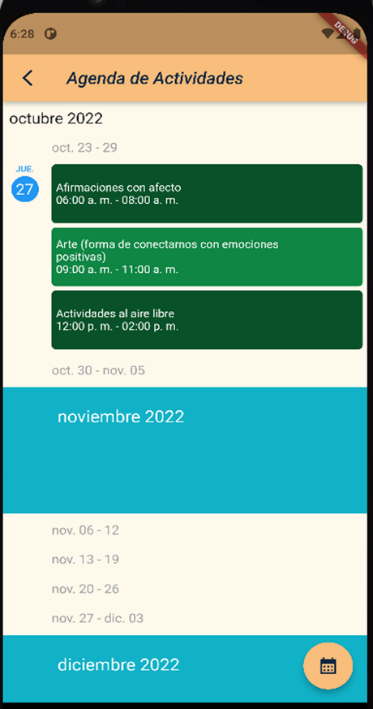 6:28
DEBUG
Agenda de Actividades
octubre 2022
oct. 23 - 29
JUE.
27
Afirmaciones con afecto
06:00 a. m. - 08:00 a. m.
Arte (forma de conectarnos con emociones
positivas)
09:00 a. m. - 11:00 a. m.
Actividades al aire libre
12:00 p. m. - 02:00 p. m.
oct. 30 - nov. 05
noviembre 2022
nov. 06 - 12
nov. 13 - 19
nov. 20 - 26
nov. 27 - dic. 03
diciembre 2022